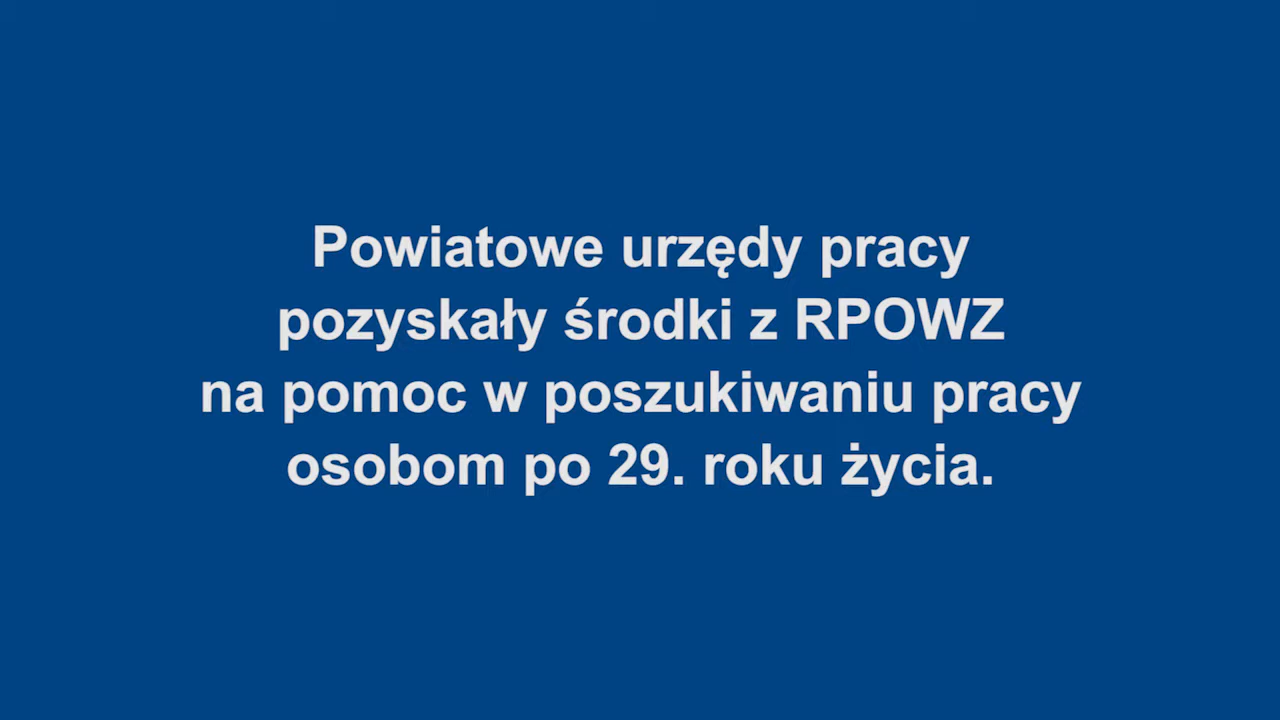 Powiatowe urzędy pracy
pozyskały środki z RPOWZ
na pomoc w poszukiwaniu pracy
osobom po 29. roku życia.